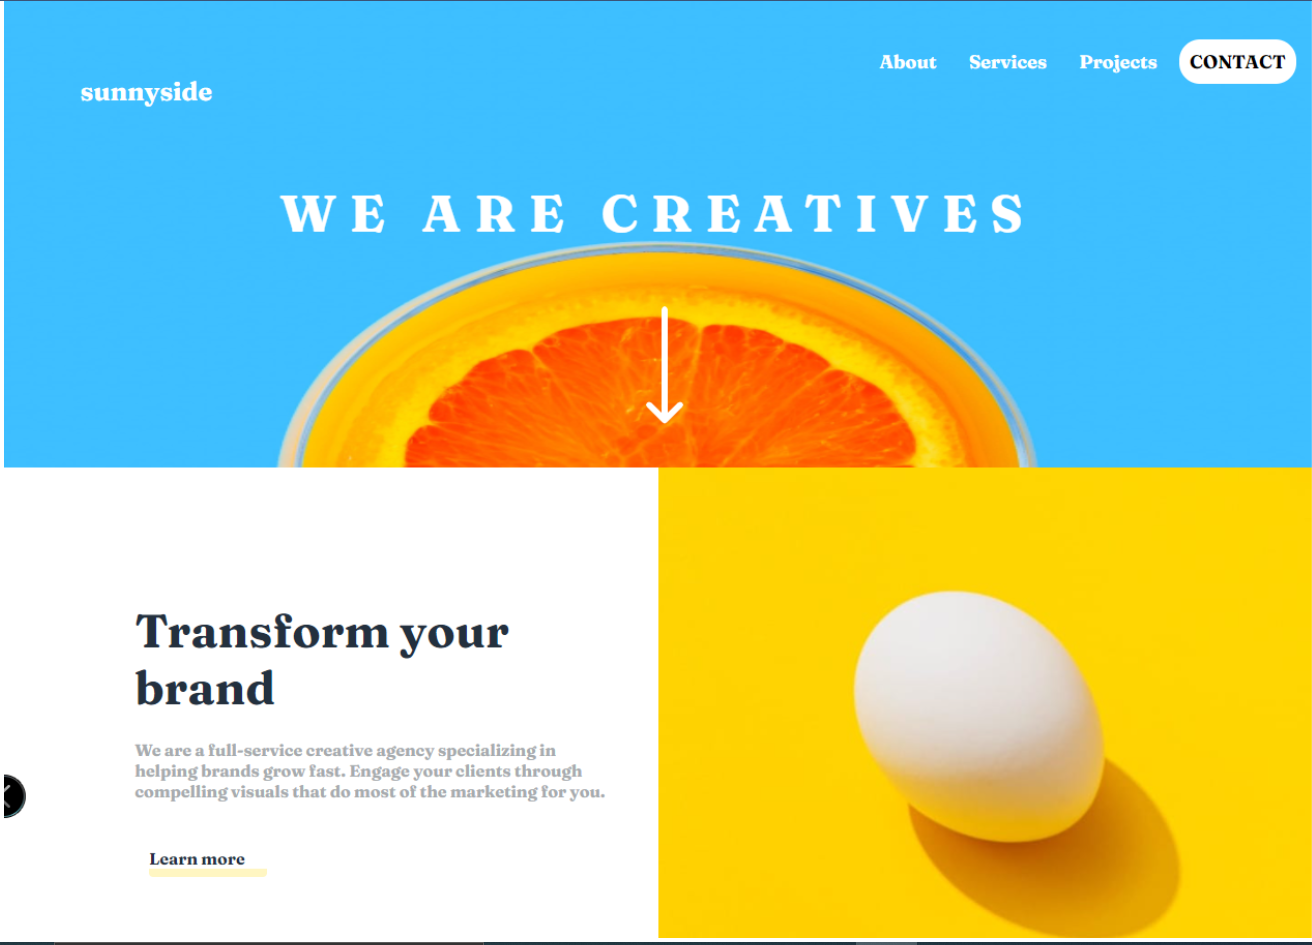 About Services Projects CONTACT
sunnyside
WE ARE CREATIVES
Transform your
brand
We are a full-service creative agency specializing in
helping brands grow fast. Engage your clients through
compelling visuals that do most of the marketing for you.
Learn more